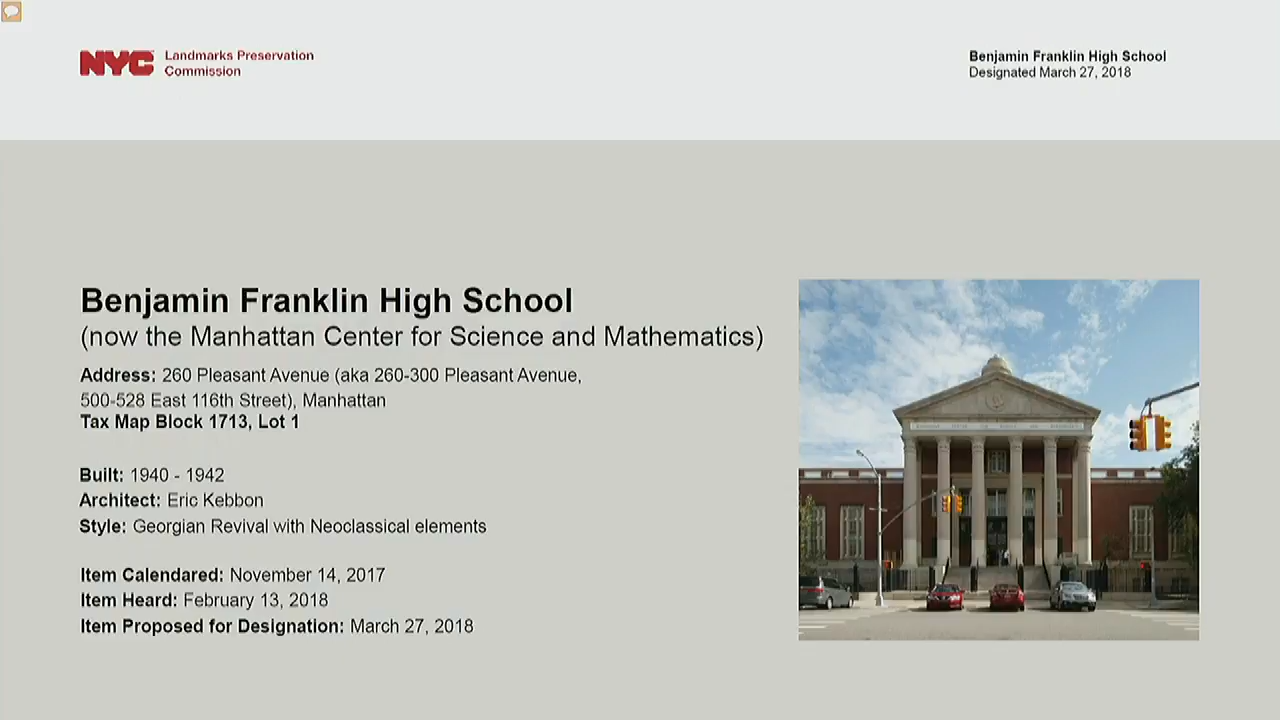 NYC Landmarks Preservation
Commission
Benjamin Franklin High School
Designated March 27, 2018
Benjamin Franklin High School
(now the Manhattan Center for Science and Mathematics)
Address: 260 Pleasant Avenue (aka 260-300 Pleasant Avenue,
500-528 East 116th Street), Manhattan
Tax Map Block 1713, Lot 1
Built: 1940 - 1942
Architect: Eric Kebbon
Style: Georgian Revival with Neoclassical elements
Item Calendared: November 14, 2017
Item Heard: February 13, 2018
Item Proposed for Designation: March 27, 2018